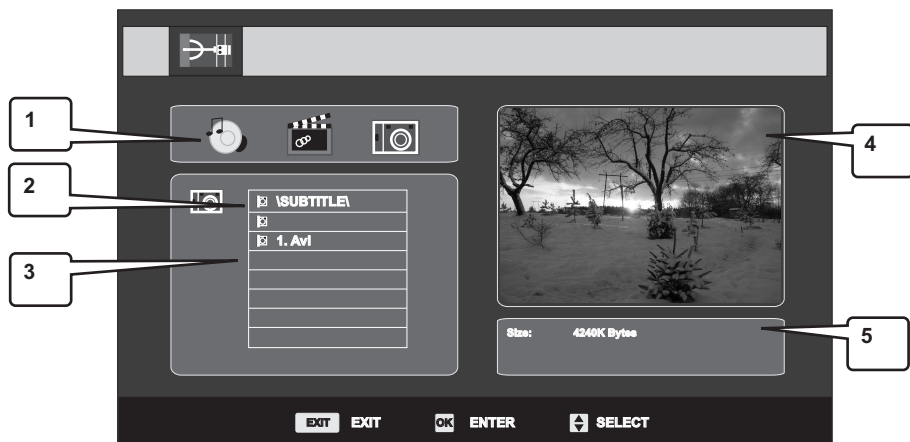 1
2
3
4
5
\SUBTITLE\
1. Avi
Size: 4240K Bytes
EXIT EXIT OK ENTER SELECT